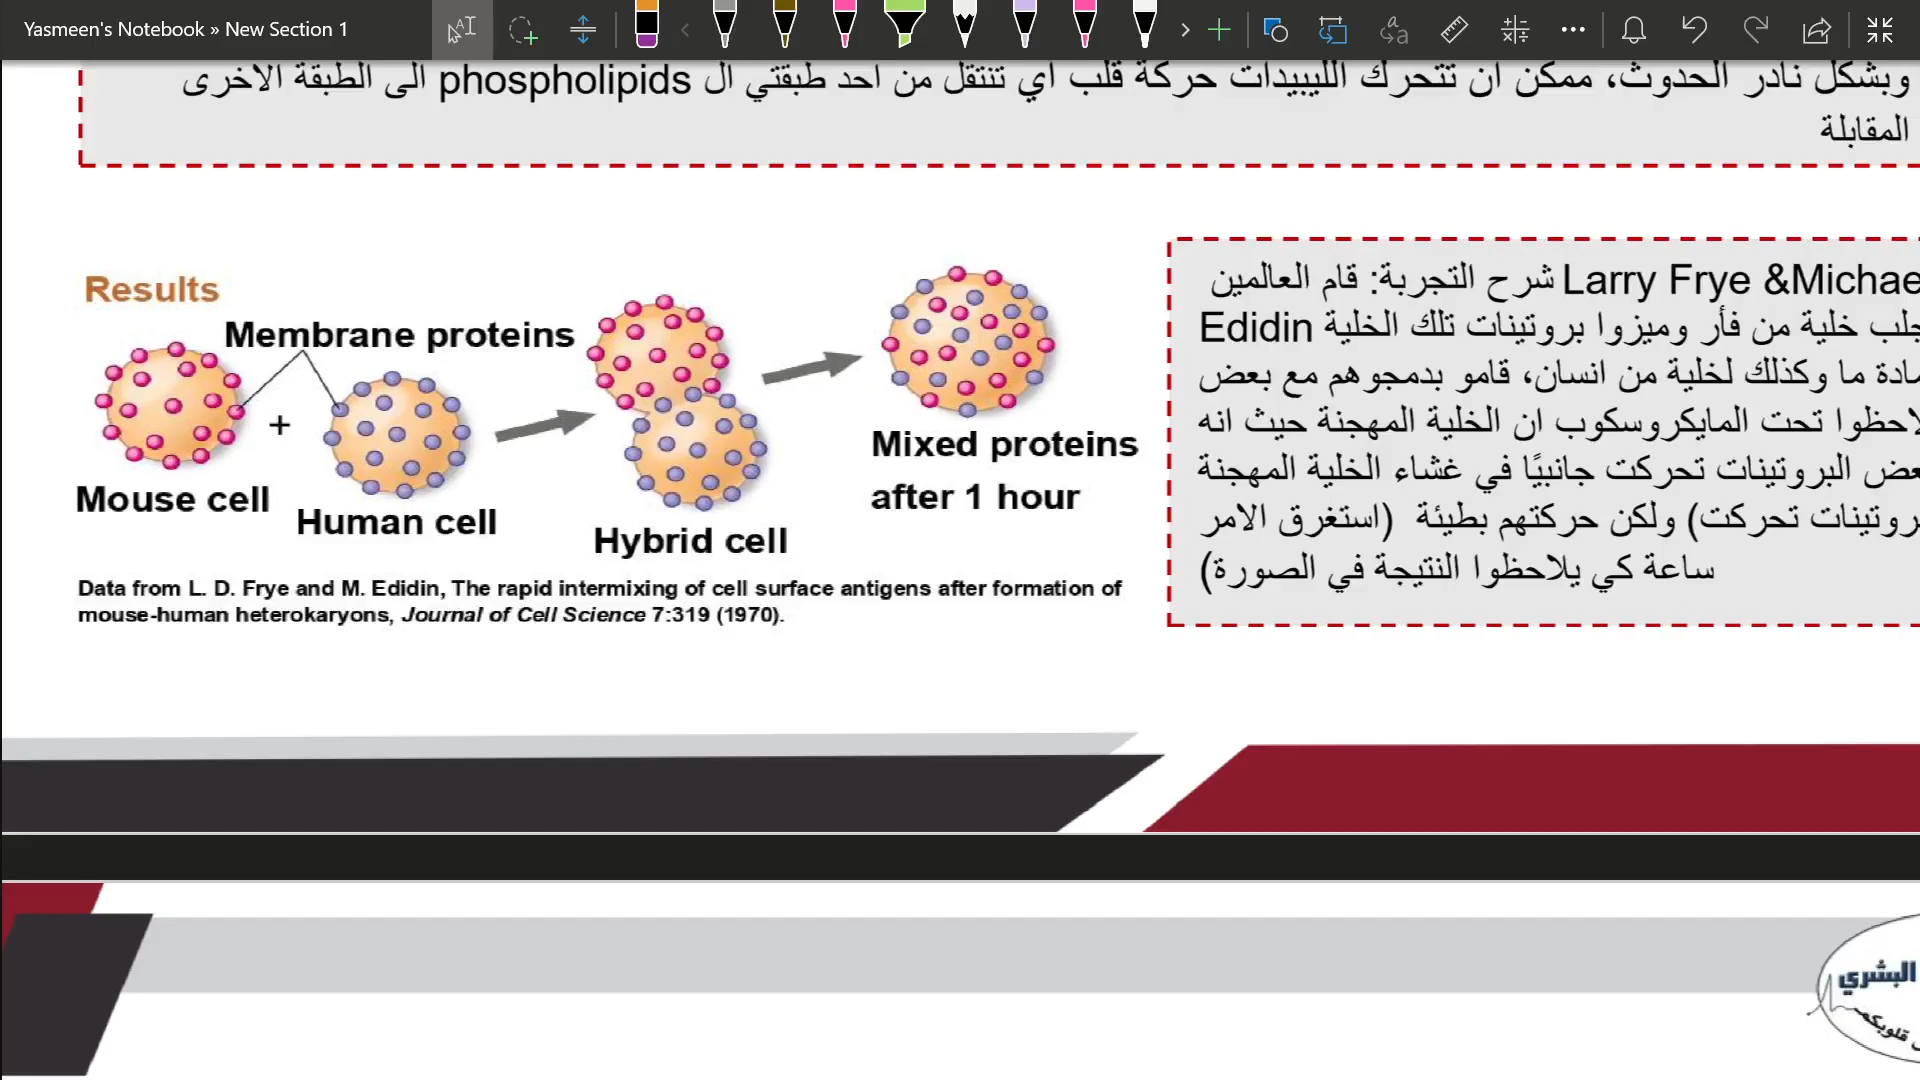 Yasmeen's Notebook » New Section 1
وبشكل نادر الحدوث، ممكن ان تتحرك الليبيدات حركة قلب اي تنتقل من احد طبقتي ال phospholipids الى الطبقة الاخرى
المقابلة
Results
Membrane proteins
+
Mouse cell
Human cell
Hybrid cell
Mixed proteins
after 1 hour
Data from L. D. Frye and M. Edidin, The rapid intermixing of cell surface antigens after formation of
mouse-human heterokaryons, Journal of Cell Science 7:319 (1970).
شرح التجربة: قام العالمين Larry Frye &Michae
خلية من فأر وميزوا بروتينات تلك الخلية Edidin
ما وكذلك لخلية من انسان، قامو بدمجوهم مع بعض
تحت المايكروسكوب ان الخلية المهجنة حيث انه
البروتينات تحركت جانبيًا في غشاء الخلية المهجنة
تحركت) ولكن حركتهم بطيئة (استغرق الامر
ساعة كي يلاحظوا النتيجة في الصورة)
البشري